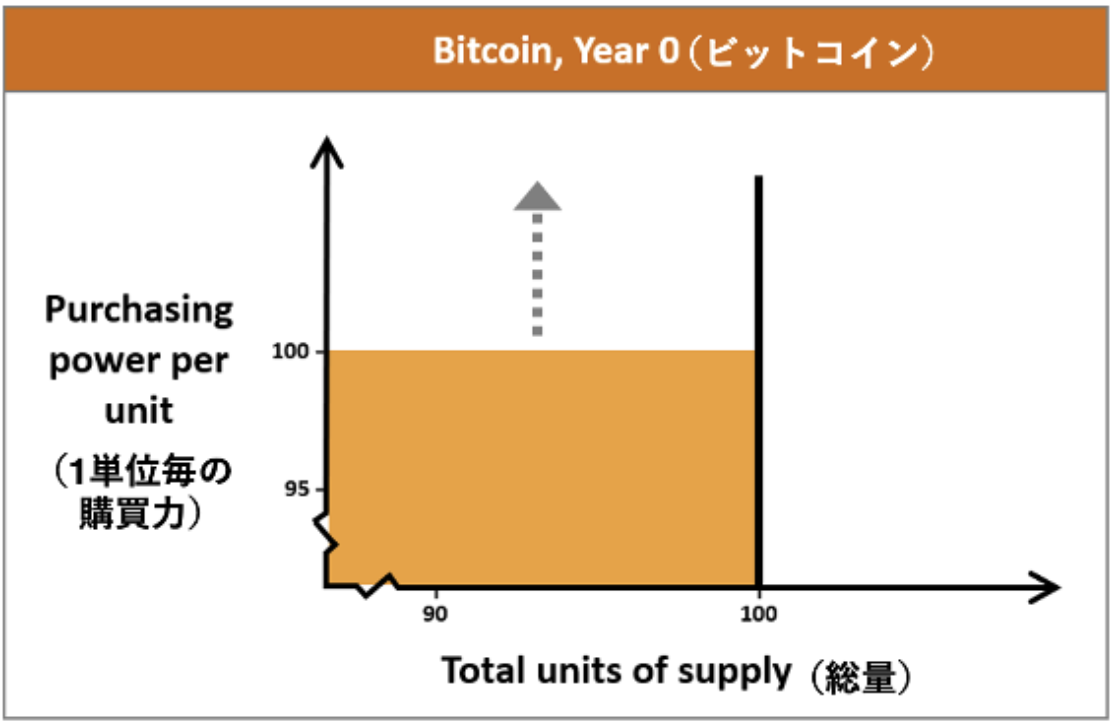 Bitcoin, Year 0（ビットコイン）
Purchasing
power per
unit
（1単位毎の
購買力）
100
95
90
100
Total units of supply（総量）